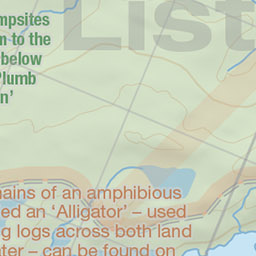 List
mpsites
m to the
below
Plumb
n’
ains of an amphibious
ed an ‘Alligator’ – used
g logs across both land
ter – can be found on